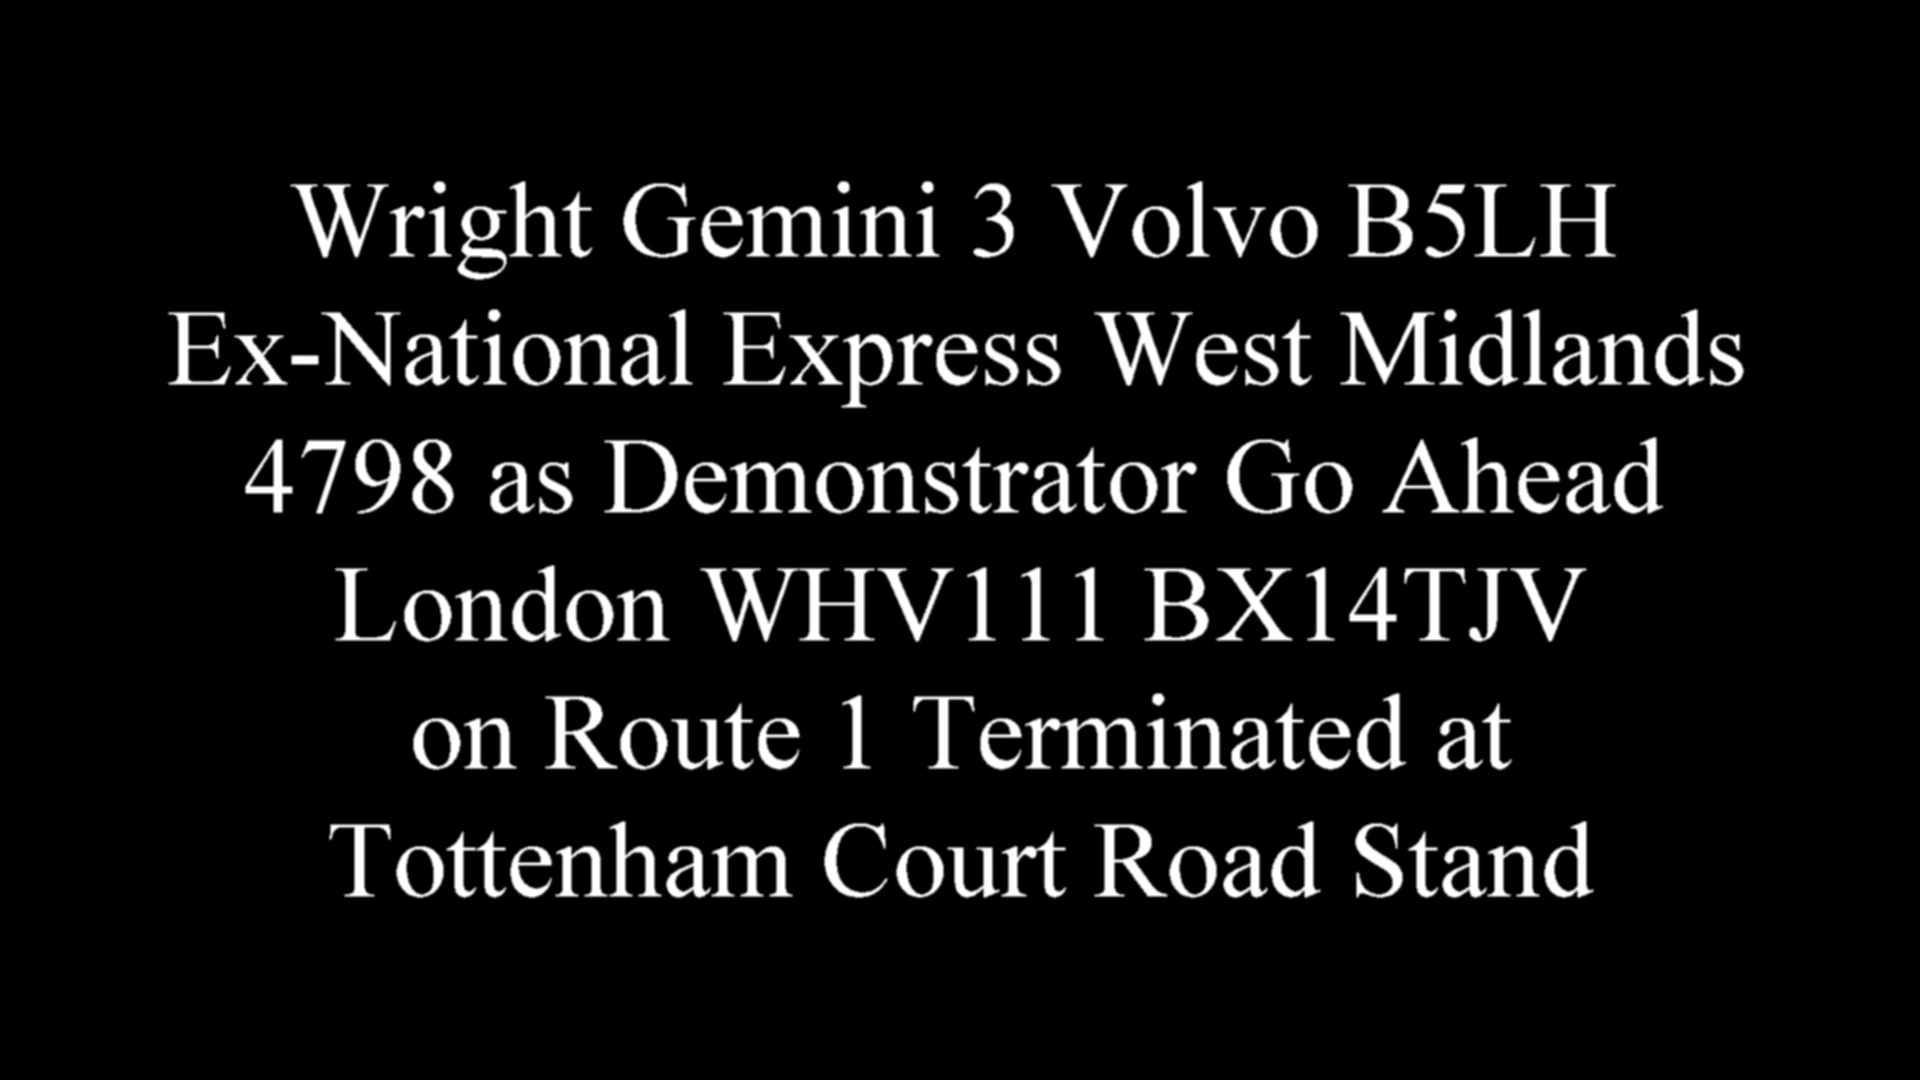 Wright Gemini 3 Volvo B5LH
Ex-National Express West Midlands
4798 as Demonstrator Go Ahead
London WHV111 BX14TJV
on Route 1 Terminated at
Tottenham Court Road Stand